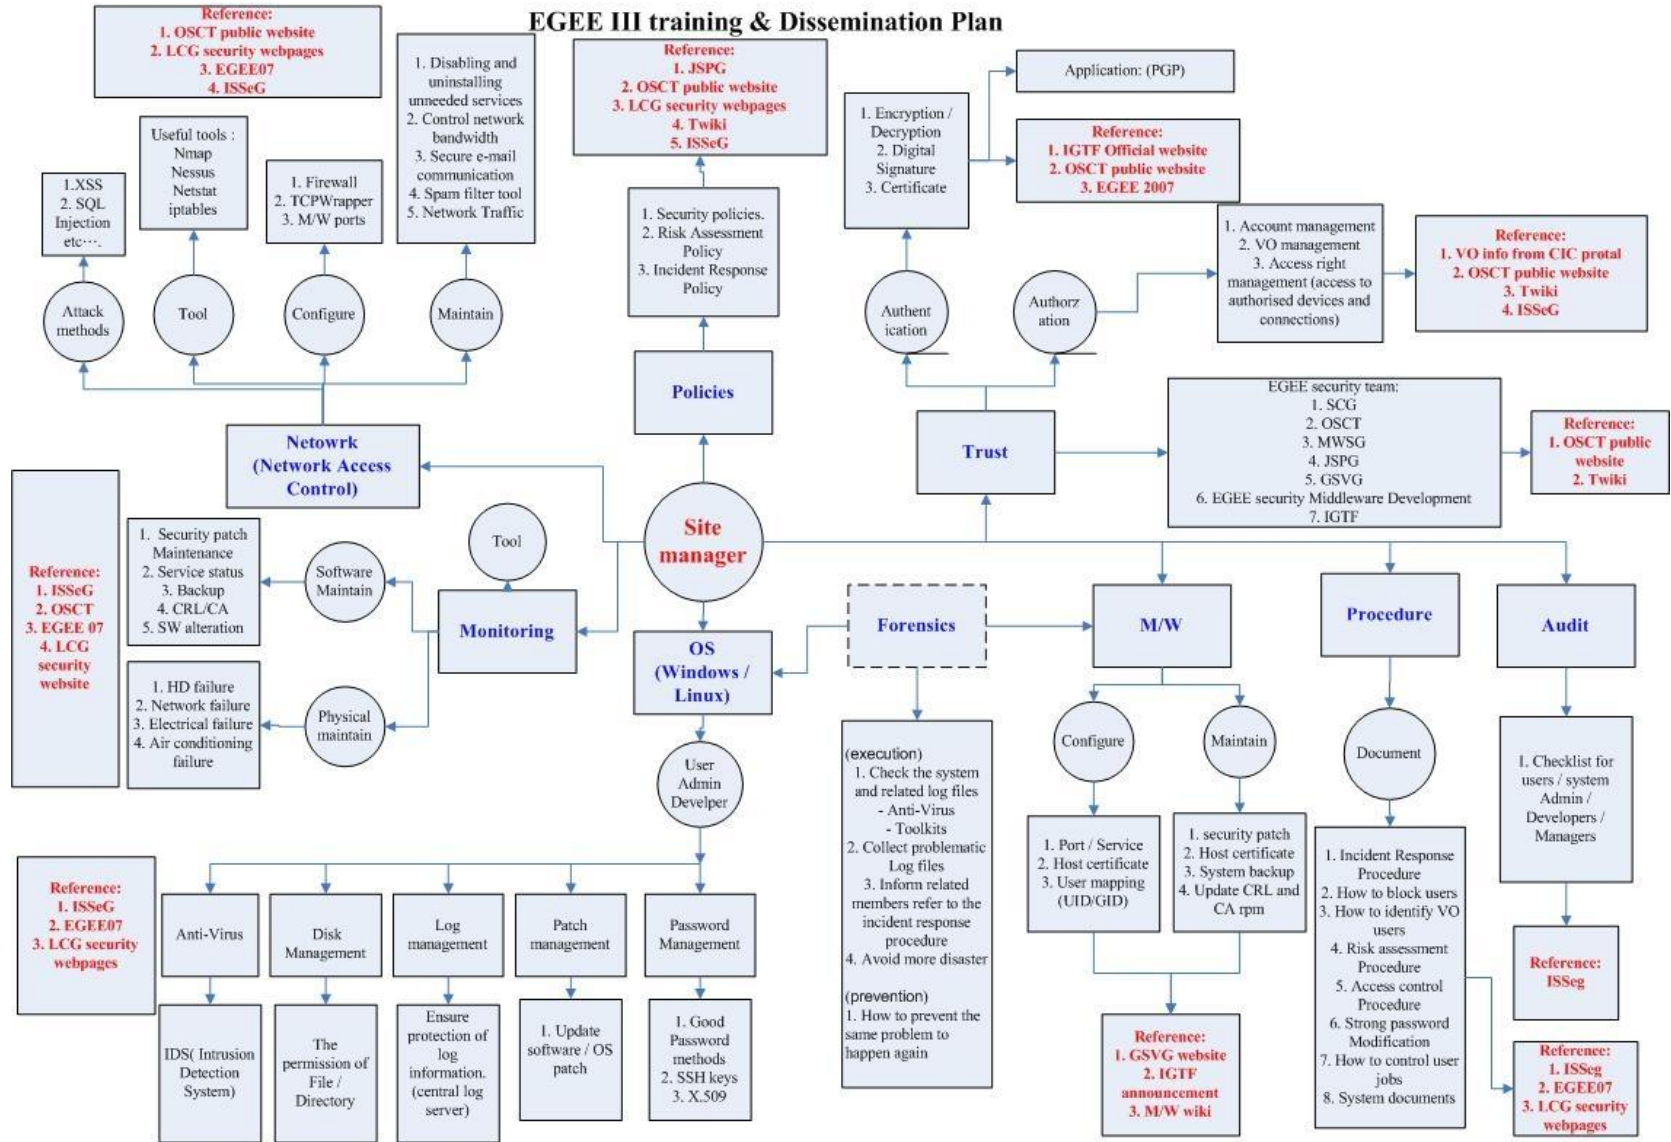 EGEE III training & Dissemination Plan
Reference:
1. OSCT public website
2. LCG security webpages
3. EGEE07
4. ISSeG
1. Disabling and
uninstalling
unneeded services
2. Control network
bandwidth
3. Secure e-mail
communication
4. Spam filter tool
5. Network Traffic
Reference:
1. JSPG
2. OSCT public website
3. LCG security webpages
4. Twiki
5. ISSeG
Application: (PGP)
1. Encryption /
Decryption
2. Digital
Signature
3. Certificate
Reference:
1. IGTF Official website
2. OSCT public website
3. EGEE 2007
Useful tools :
Nmap
Nessus
Netstat
iptables
1.XSS
2. SQL
Injection
etc….
1. Firewall
2. TCPWrapper
3. M/W ports
1. Security policies.
2. Risk Assessment
Policy
3. Incident Response
Policy
1. Account management
2. VO management
3. Access right
management (access to
authorised devices and
connections)
Reference:
1. VO info from CIC protal
2. OSCT public website
3. Twiki
4. ISSeG
Attack
methods
Tool
Configure
Maintain
Authent
ication
Authorz
ation
Policies
Netowrk
(Network Access
Control)
Trust
EGEE security team:
1. SCG
2. OSCT
3. MWSG
4. JSPG
5. GSVG
6. EGEE security Middleware Development
7. IGTF
Reference:
1. OSCT public
website
2. Twiki
Site
manager
Reference:
1. ISSeG
2. OSCT
3. EGEE 07
4. LCG
security
website
1. Security patch
Maintenance
2. Service status
3. Backup
4. CRL/CA
5. SW alteration
Software
Maintain
Tool
Monitoring
1. HD failure
2. Network failure
3. Electrical failure
4. Air conditioning
failure
Physical
maintain
OS
(Windows /
Linux)
Forensics
M/W
Procedure
Audit
User
Admin
Develper
(execution)
1. Check the system
and related log files
- Anti-Virus
- Toolkits
2. Collect problematic
Log files
3. Inform related
members refer to the
incident response
procedure
4. Avoid more disaster
(prevention)
1. How to prevent the
same problem to
happen again
Configure
Maintain
Document
1. Checklist for
users / system
Admin /
Developers /
Managers
1. Port / Service
2. Host certificate
3. User mapping
(UID/GID)
1. security patch
2. Host certificate
3. System backup
4. Update CRL and
CA rpm
1. Incident Response
Procedure
2. How to block users
3. How to identify VO
users
4. Risk assessment
Procedure
5. Access control
Procedure
6. Strong password
Modification
7. How to control user
jobs
8. System documents
Reference:
ISSeg
Reference:
1. ISSeG
2. EGEE07
3. LCG security
webpages
Anti-Virus
Disk
Management
Log
management
Patch
management
Password
Management
IDS( Intrusion
Detection
System)
The
permission of
File /
Directory
Ensure
protection of
log
information.
(central log
server)
1. Update
software / OS
patch
1. Good
Password
methods
2. SSH keys
3. X.509
Reference:
1. GSVG website
2. IGTF
announcement
3. M/W wiki
Reference:
1. ISSeg
2. EGEE07
3. LCG security
webpages